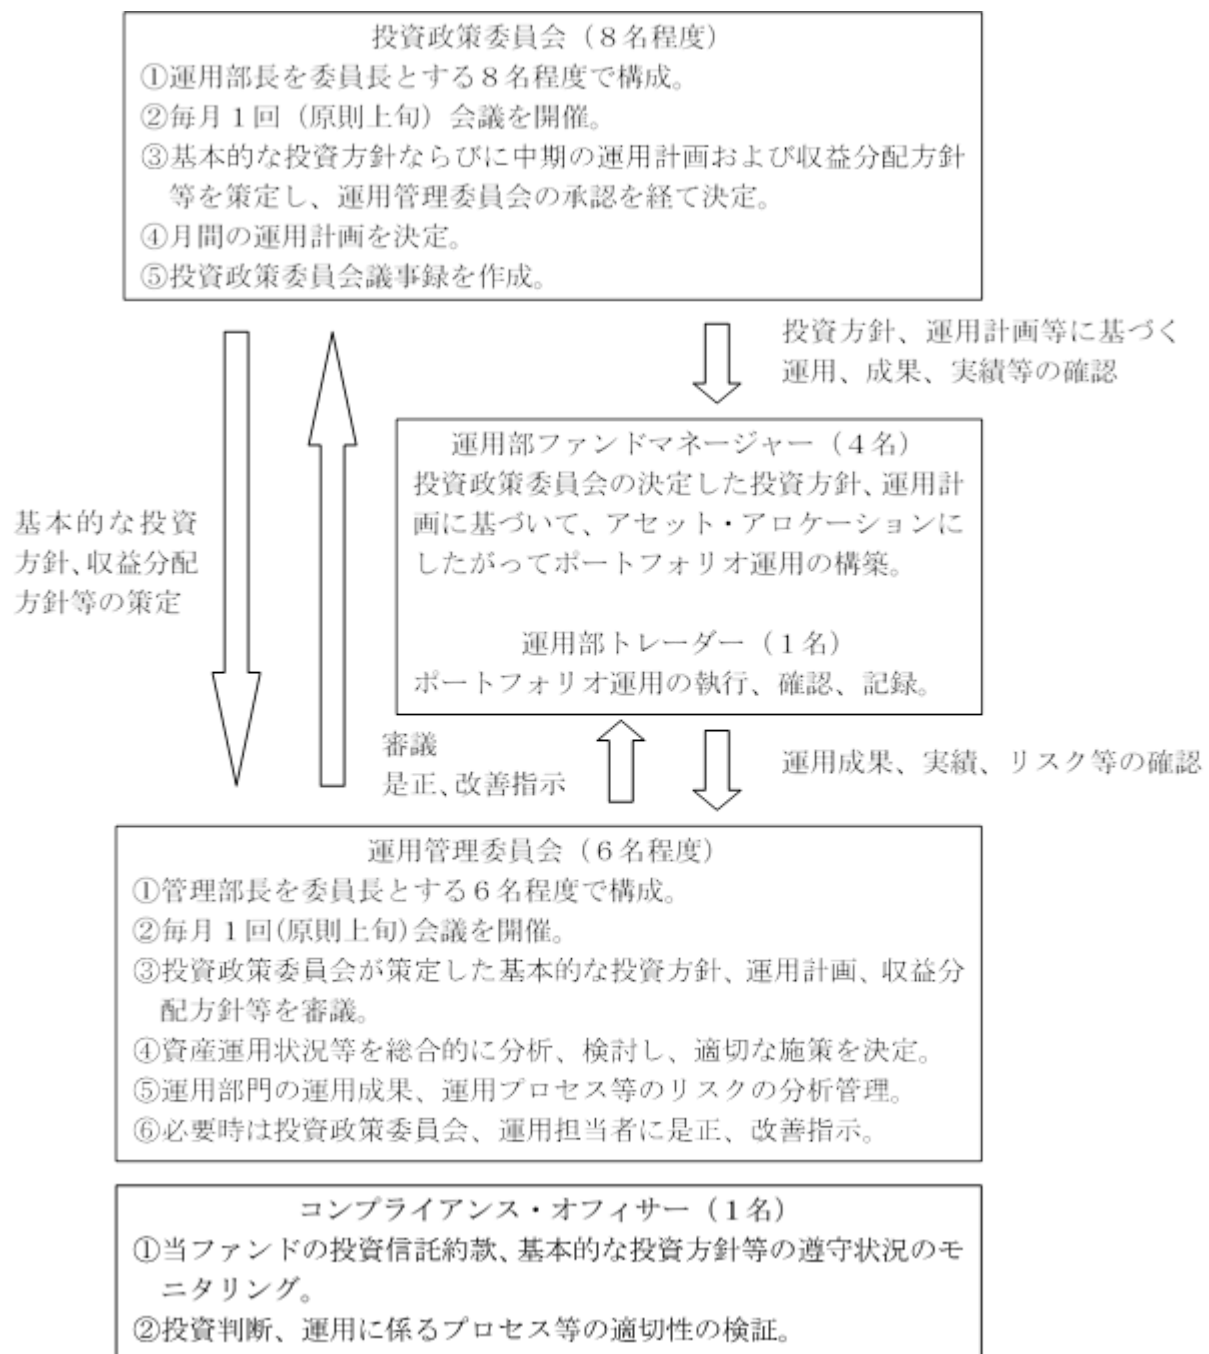 投資政策委員会（８名程度）
①運用部長を委員長とする８名程度で構成。
②毎月１回（原則上旬）会議を開催。
③基本的な投資方針ならびに中期の運用計画および収益分配方針
等を策定し、運用管理委員会の承認を経て決定。
④月間の運用計画を決定。
⑤投資政策委員会議事録を作成。
投資方針、運用計画等に基づく
運用、成果、実績等の確認
運用部ファンドマネージャー（４名）
投資政策委員会の決定した投資方針、運用計
画に基づいて、アセット・アロケーションに
したがってポートフォリオ運用の構築。
運用部トレーダー（１名）
ポートフォリオ運用の執行、確認、記録。
基本的な投資
方針、収益分配
方針等の策定
審議
是正、改善指示
運用成果、実績、リスク等の確認
運用管理委員会（６名程度）
①管理部長を委員長とする６名程度で構成。
②毎月１回(原則上旬)会議を開催。
③投資政策委員会が策定した基本的な投資方針、運用計画、収益分
配方針等を審議。
④資産運用状況等を総合的に分析、検討し、適切な施策を決定。
⑤運用部門の運用成果、運用プロセス等のリスクの分析管理。
⑥必要時は投資政策委員会、運用担当者に是正、改善指示。
コンプライアンス・オフィサー（１名）
①当ファンドの投資信託約款、基本的な投資方針等の遵守状況のモ
ニタリング。
②投資判断、運用に係るプロセス等の適切性の検証。